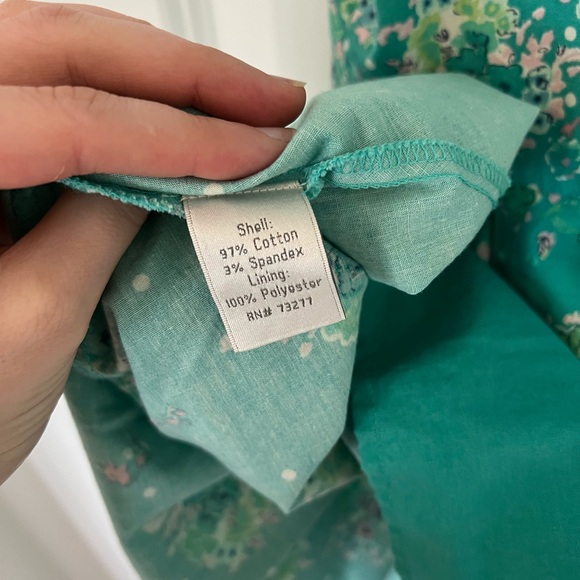 Shell:
97% Cotton
3% Spandex
Lining:
100% Polyester
RN# 73277